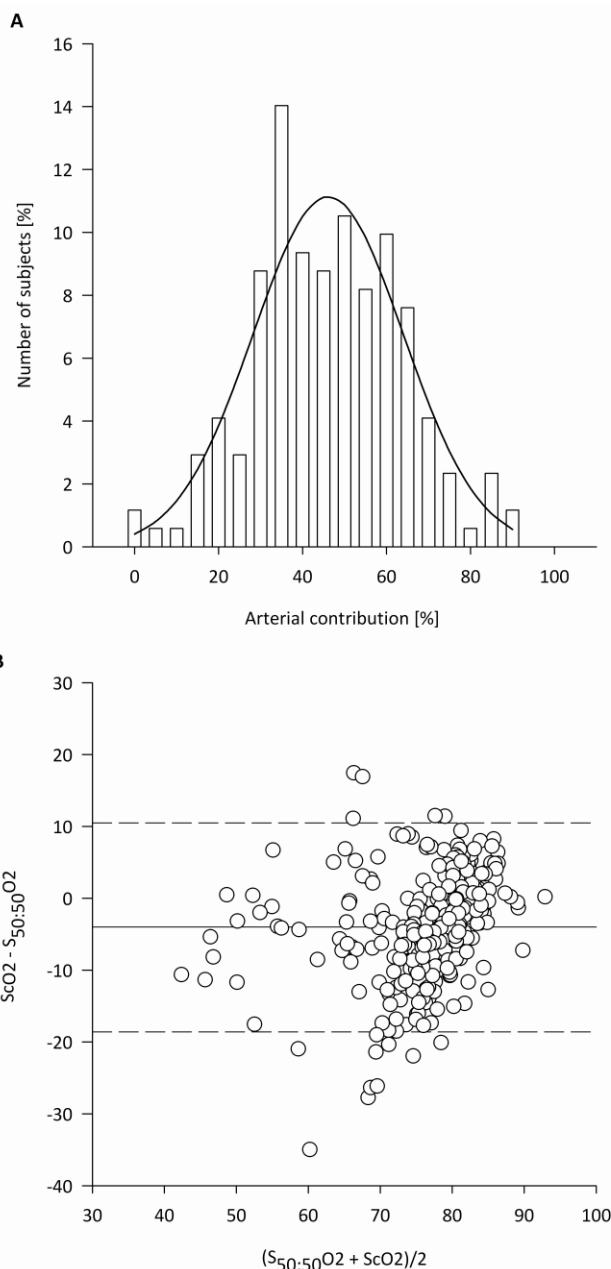 A
16
14
12
10
8
6
4
2
0
Number of subjects [%]
0 20 40 60 80 100
Arterial contribution [%]
B
30
20
10
0
-10
-20
-30
-40
ScO2 - S50:50O2
30 40 50 60 70 80 90 100
(S50:50O2 + ScO2)/2